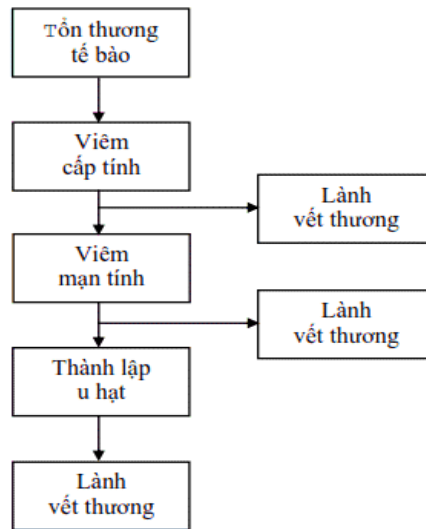 Tổn thương
tế bào
Viêm
cấp tính
Lành
vết thương
Viêm
mạn tính
Lành
vết thương
Thành lập
u hạt
Lành
vết thương